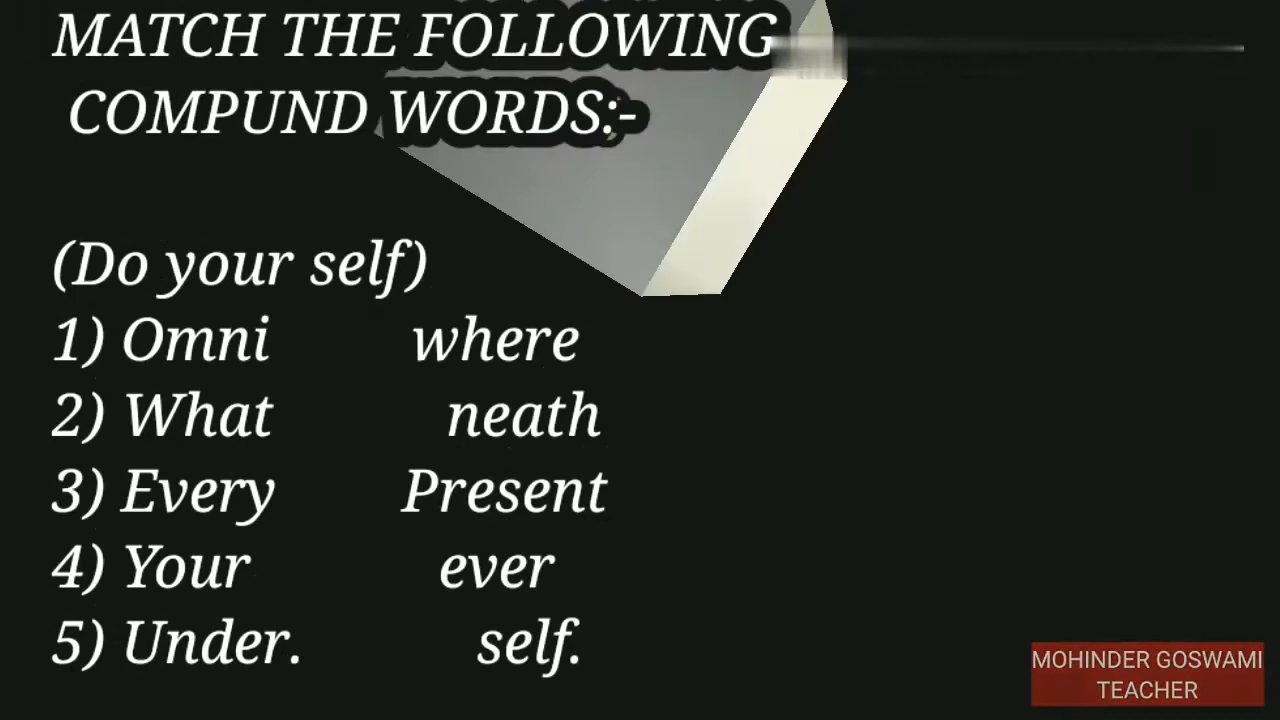 MATCH THE FOLLOWING
COMPUND WORDS:-
(Do your self)
1) Omni where
2) What neath
3) Every Present
4) Your ever
5) Under. self.
MOHINDER GOSWAMI
TEACHER